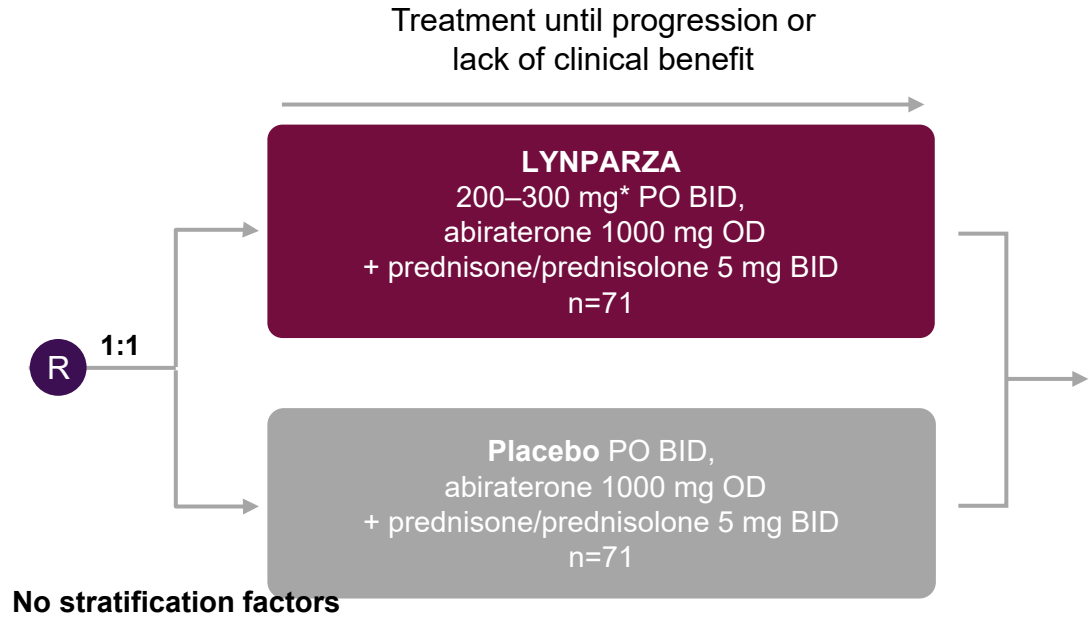 Treatment until progression or
lack of clinical benefit
LYNPARZA
200–300 mg* PO BID,
abiraterone 1000 mg OD
+ prednisone/prednisolone 5 mg BID
n=71
R
1:1
Placebo PO BID,
abiraterone 1000 mg OD
+ prednisone/prednisolone 5 mg BID
n=71
No stratification factors